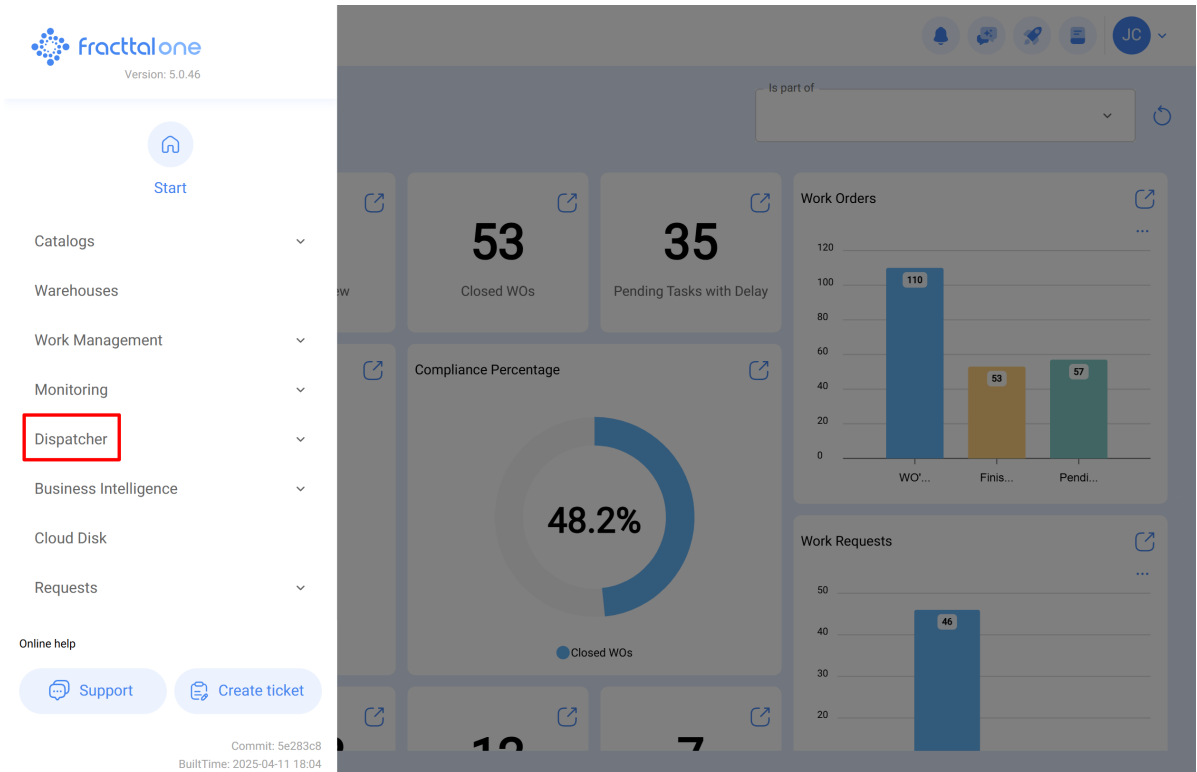 fracttalone
Version: 5.0.46
Start
Catalogs
Warehouses
Work Management
Monitoring
Dispatcher
Business Intelligence
Cloud Disk
Requests
Online help
Support
Create ticket
Commit: 5e283c8
BuiltTime: 2025-04-11 18:04
JC
Is part of
53
Closed WOs
35
Pending Tasks with Delay
Work Orders
...
120
100
80
60
40
20
0
110
53
57
WO'...
Finis...
Pendi...
Compliance Percentage
48.2%
Closed WOs
Work Requests
...
50
40
30
20
46